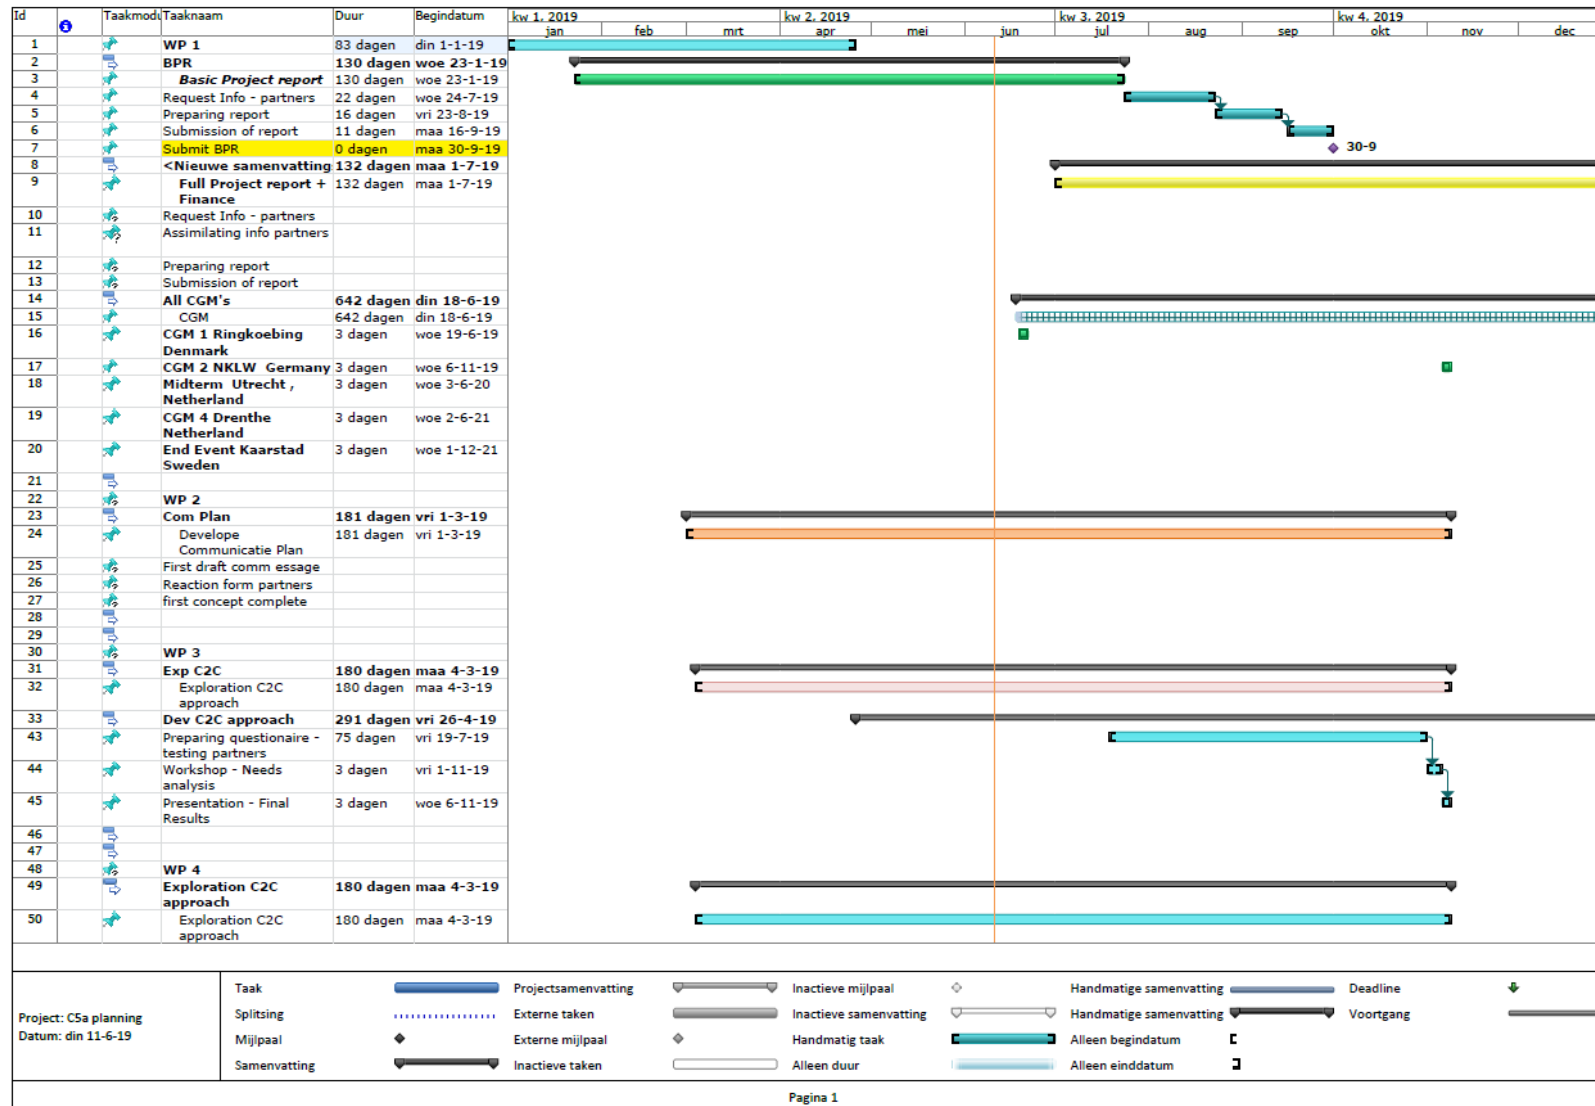 Id Taakmodu Taaknaam Duur Begindatum kw 1, 2019 kw 2, 2019 kw 3, 2019 kw 4, 2019
jan feb mrt apr mei jun jul aug sep okt nov dec
1 WP 1 83 dagen din 1-1-19
2 BPR 130 dagen woe 23-1-19
3 Basic Project report 130 dagen woe 23-1-19
4 Request Info - partners 22 dagen woe 24-7-19
5 Preparing report 16 dagen vri 23-8-19
6 Submission of report 11 dagen maa 16-9-19
7 Submit BPR 0 dagen maa 30-9-19 30-9
8 <Nieuwe samenvatting 132 dagen maa 1-7-19
9 Full Project report + 132 dagen maa 1-7-19
Finance
10 Request Info - partners
11 Assimilating info partners
12 Preparing report
13 Submission of report
14 All CGM's 642 dagen din 18-6-19
15 CGM 642 dagen din 18-6-19
16 CGM 1 Ringkoebing 3 dagen woe 19-6-19
Denmark
17 CGM 2 NKLW Germany 3 dagen woe 6-11-19
18 Midterm Utrecht , 3 dagen woe 3-6-20
Netherland
19 CGM 4 Drenthe 3 dagen woe 2-6-21
Netherland
20 End Event Kaarstad 3 dagen woe 1-12-21
Sweden
21
22 WP 2
23 Com Plan 181 dagen vri 1-3-19
24 Develope 181 dagen vri 1-3-19
Communicatie Plan
25 First draft comm essage
26 Reaction form partners
27 first concept complete
28
29
30 WP 3
31 Exp C2C 180 dagen maa 4-3-19
32 Exploration C2C 180 dagen maa 4-3-19
approach
33 Dev C2C approach 291 dagen vri 26-4-19
43 Preparing questionaire - 75 dagen vri 19-7-19
testing partners
44 Workshop - Needs 3 dagen vri 1-11-19
analysis
45 Presentation - Final 3 dagen woe 6-11-19
Results
46
47
48 WP 4
49 Exploration C2C 180 dagen maa 4-3-19
approach
50 Exploration C2C 180 dagen maa 4-3-19
approach
Project: C5a planning
Datum: din 11-6-19
Taak Projectsamenvatting Inactieve mijlpaal Handmatige samenvatting Deadline
Splitsing Externe taken Inactieve samenvatting Handmatige samenvatting Voortgang
Mijlpaal Externe mijlpaal Handmatig taak Alleen begindatum
Samenvatting Inactieve taken Alleen duur Alleen einddatum
Pagina 1